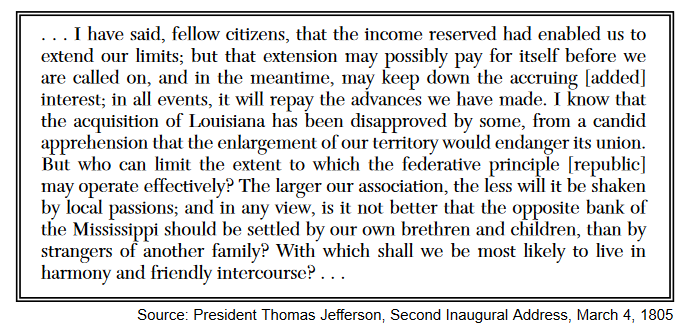 . . . I have said, fellow citizens, that the income reserved had enabled us to
extend our limits; but that extension may possibly pay for itself before we
are called on, and in the meantime, may keep down the accruing [added]
interest; in all events, it will repay the advances we have made. I know that
the acquisition of Louisiana has been disapproved by some, from a candid
apprehension that the enlargement of our territory would endanger its union.
But who can limit the extent to which the federative principle [republic]
may operate effectively? The larger our association, the less will it be shaken
by local passions; and in any view, is it not better that the opposite bank of
the Mississippi should be settled by our own brethren and children, than by
strangers of another family? With which shall we be most likely to live in
harmony and friendly intercourse? . . .
Source: President Thomas Jefferson, Second Inaugural Address, March 4, 1805